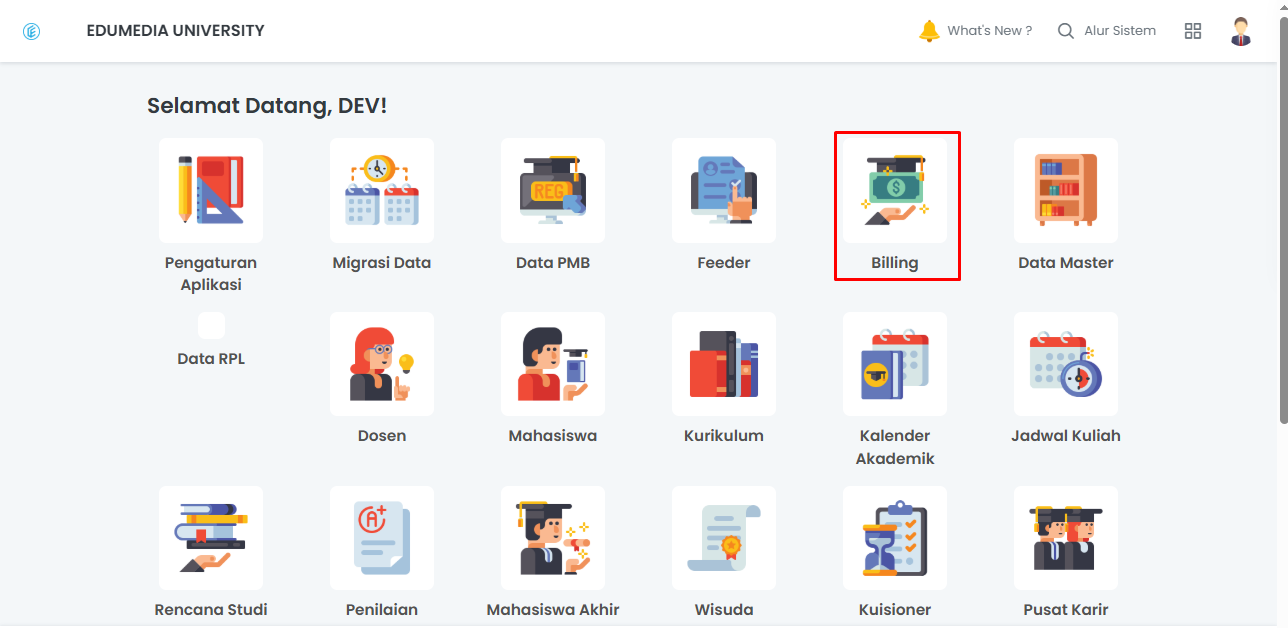 EDUMEDIA UNIVERSITY
What's New ?
Alur Sistem
Selamat Datang, DEV!
REG
Pengaturan
Aplikasi
Migrasi Data
Data PMB
Feeder
Billing
Data Master
Data RPL
Dosen
Mahasiswa
Kurikulum
Kalender
Akademik
Jadwal Kuliah
A+
Rencana Studi
Penilaian
Mahasiswa Akhir
Wisuda
Kuisioner
Pusat Karir